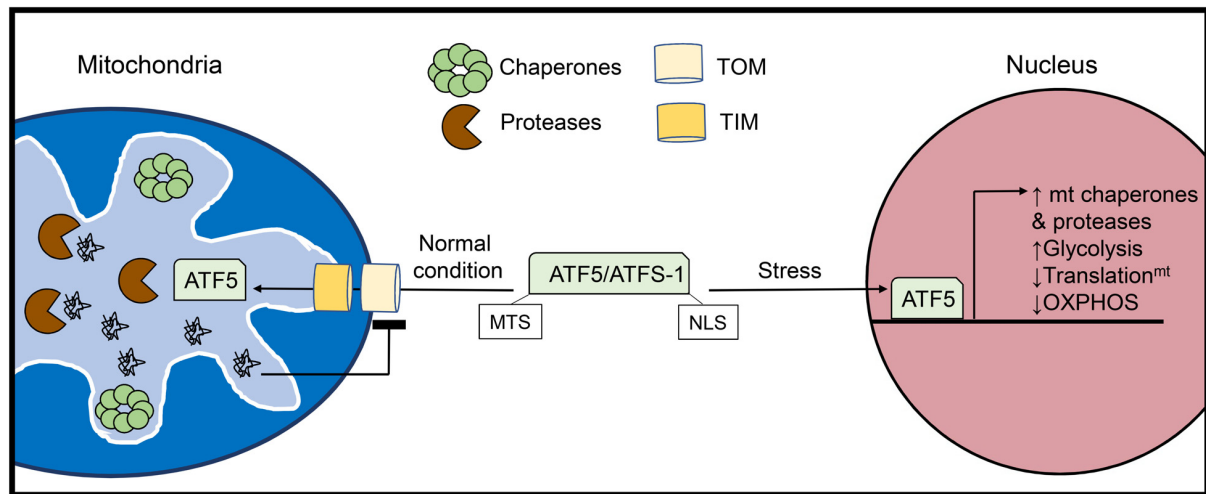 Mitochondria
Chaperones
TOM
Nucleus
Proteases
TIM
↑ mt chaperones
& proteases
↑Glycolysis
↓Translationᵐᵗ
↓OXPHOS
Normal
condition
ATF5/ATFS-1
Stress
ATF5
ATF5
MTS
NLS